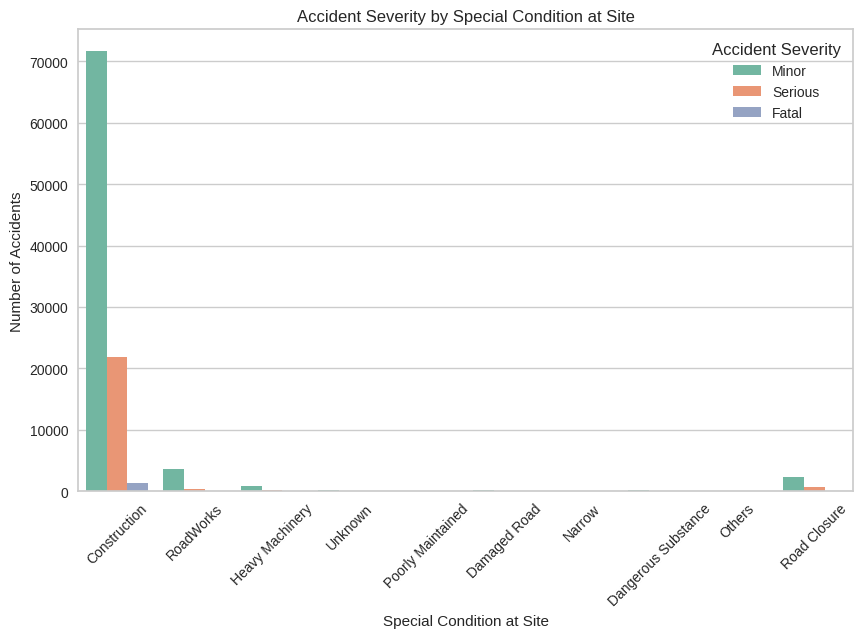 Accident Severity by Special Condition at Site
Accident Severity
Minor
Serious
Fatal
Number of Accidents
70000
60000
50000
40000
30000
20000
10000
0
Construction
RoadWorks
Heavy Machinery
Unknown
Poorly Maintained
Damaged Road
Narrow
Dangerous Substance
Others
Road Closure
Special Condition at Site